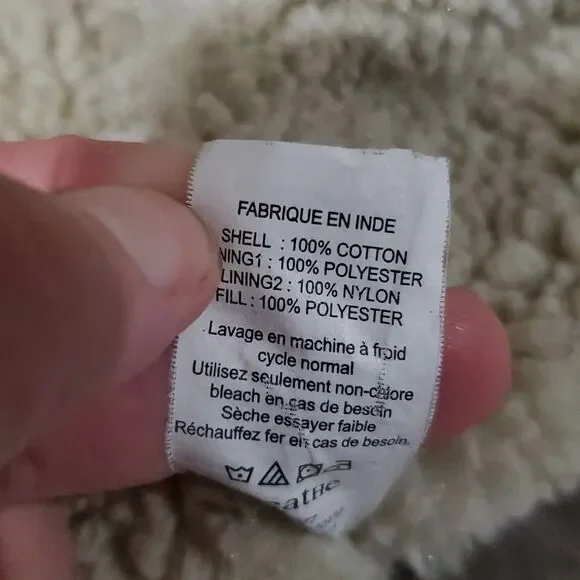 FABRIQUE EN INDE
SHELL : 100% COTTON
NING1 : 100% POLYESTER
LINING2 : 100% NYLON
FILL : 100% POLYESTER
Lavage en machine à froid
cycle normal
Utilisez seulement non-chlore
bleach en cas de besoin
Sèche essayer faible
Réchauffez fer en cas de besoin.